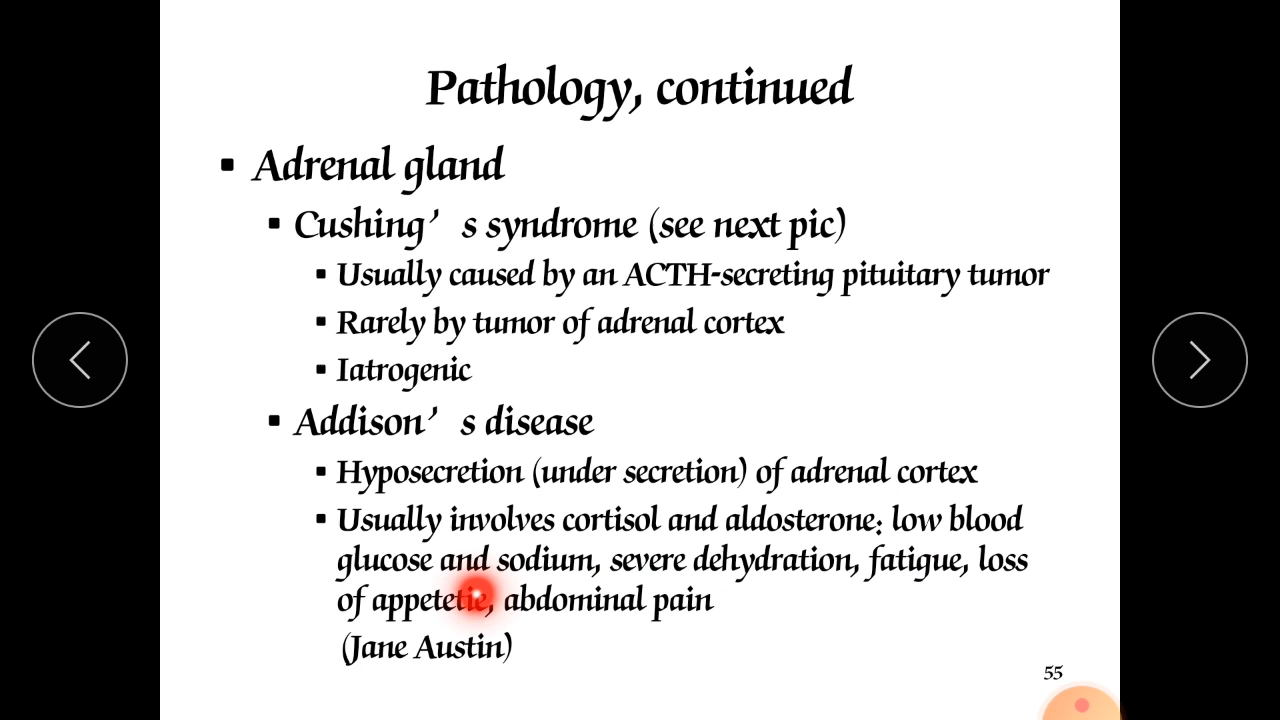 Pathology, continued
▪ Adrenal gland
▪ Cushing’ s syndrome (see next pic)
▪ Usually caused by an ACTH-secreting pituitary tumor
▪ Rarely by tumor of adrenal cortex
▪ Iatrogenic
▪ Addison’ s disease
▪ Hyposecretion (under secretion) of adrenal cortex
▪ Usually involves cortisol and aldosterone: low blood
glucose and sodium, severe dehydration, fatigue, loss
of appetetie, abdominal pain
(Jane Austin)
55